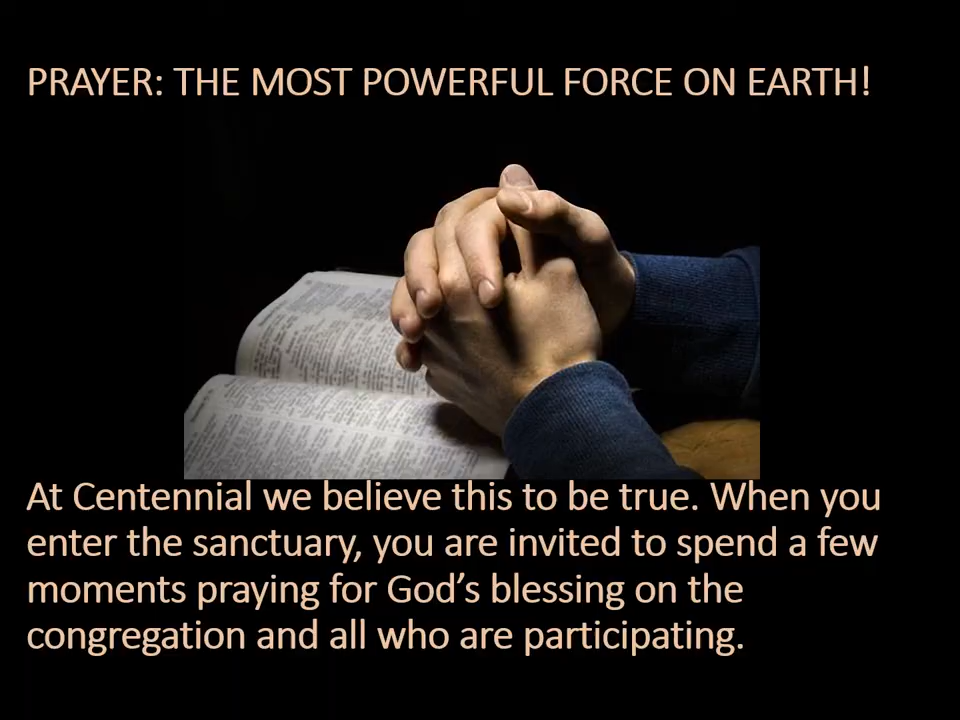 PRAYER: THE MOST POWERFUL FORCE ON EARTH!
At Centennial we believe this to be true. When you
enter the sanctuary, you are invited to spend a few
moments praying for God’s blessing on the
congregation and all who are participating.